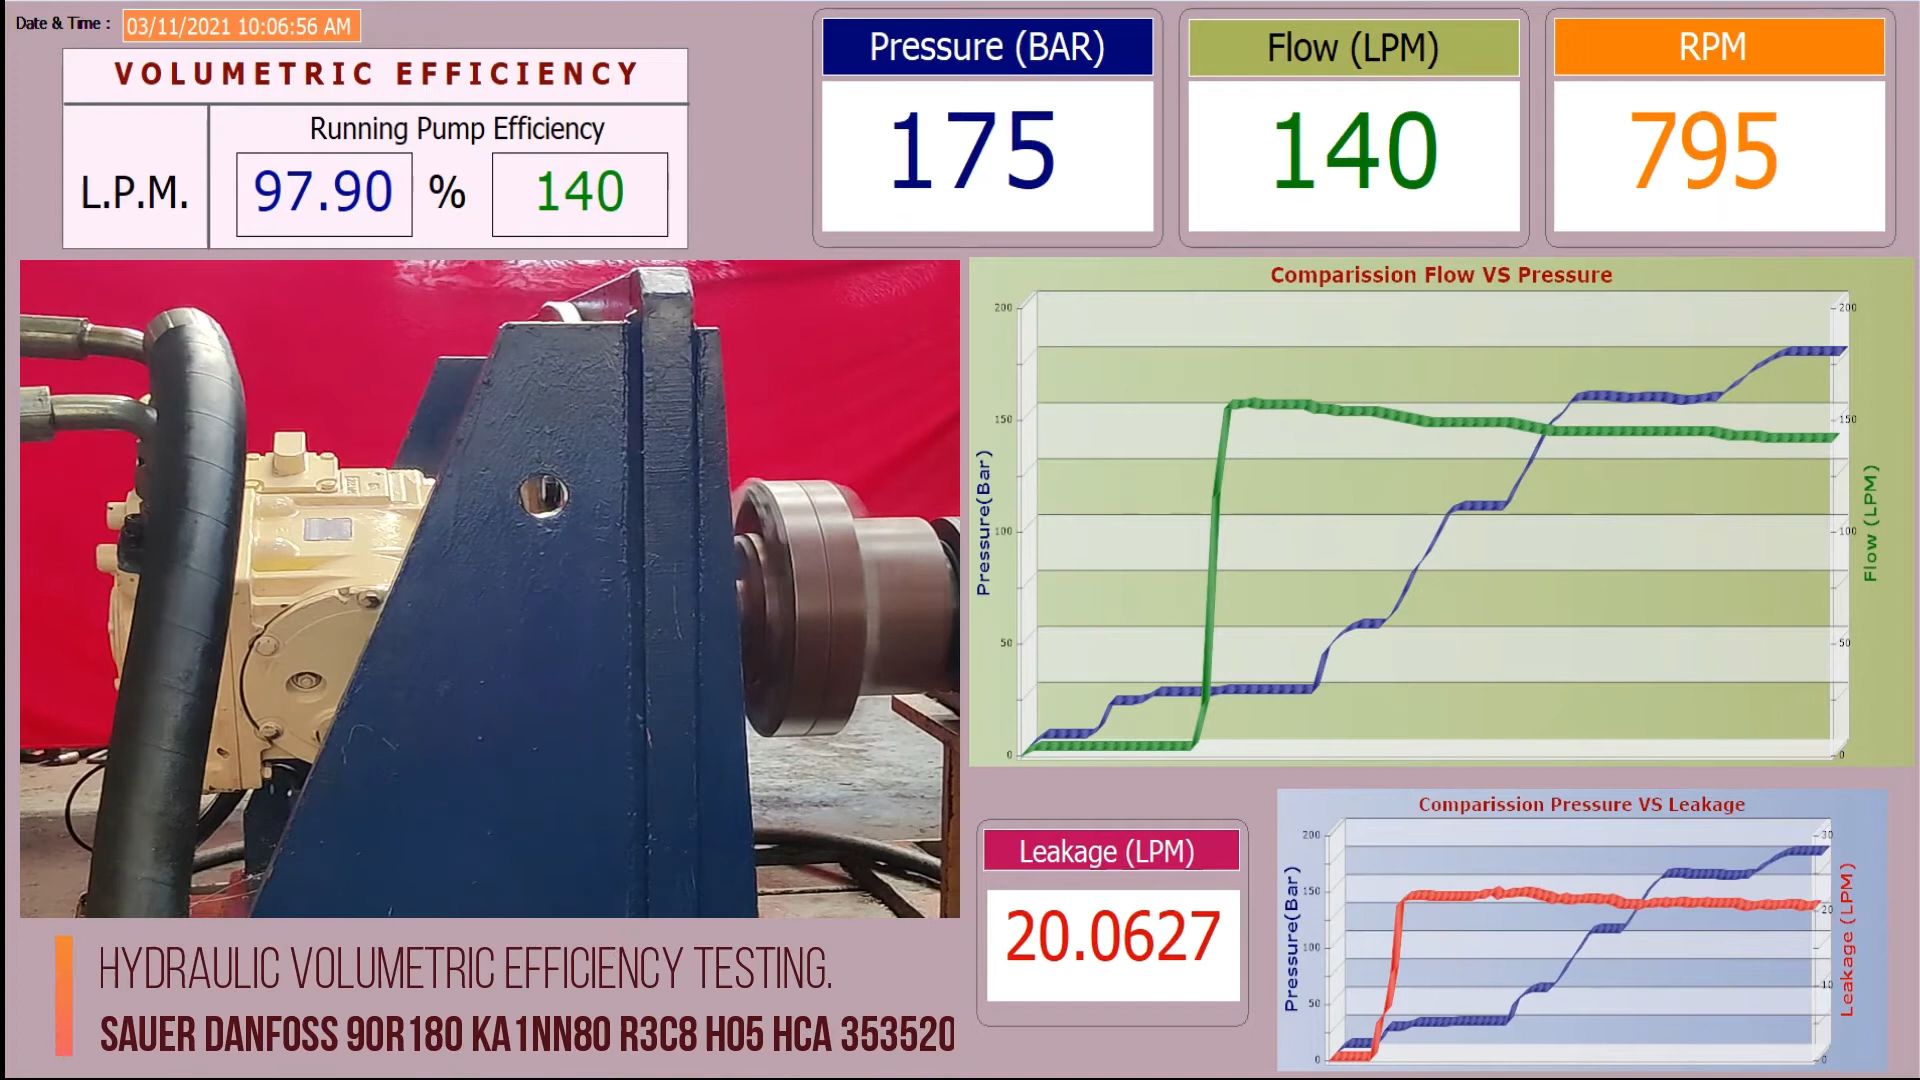 Date & Time : 03/11/2021 10:06:56 AM
VOLUMETRIC EFFICIENCY
Running Pump Efficiency
L.P.M. 97.90 % 140
Pressure (BAR)
175
Flow (LPM)
140
RPM
795
Comparission Flow VS Pressure
Pressure(Bar)
200
150
100
50
0
200
150
100
50
0
Flow (LPM)
Leakage (LPM)
20.0627
Comparission Pressure VS Leakage
Pressure(Bar)
200
150
100
50
0
30
20
10
0
Leakage (LPM)
HYDRAULIC VOLUMETRIC EFFICIENCY TESTING.
SAUER DANFOSS 90R180 KA1NN80 R3C8 H05 HCA 353520